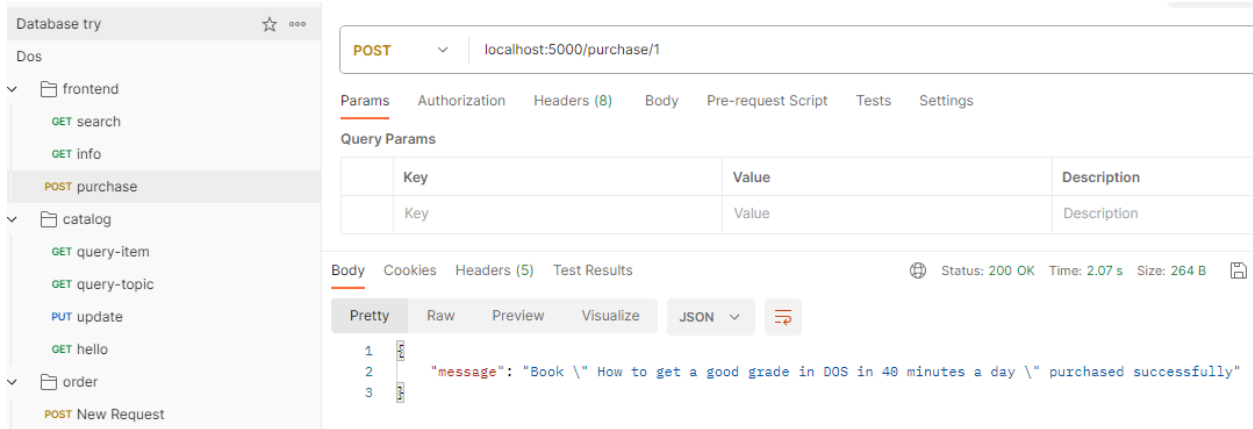 Database try
Dos
frontend
GET search
GET info
POST purchase
catalog
GET query-item
GET query-topic
PUT update
GET hello
order
POST New Request
POST localhost:5000/purchase/1
Params Authorization Headers (8) Body Pre-request Script Tests Settings
Query Params
Key Value Description
Key Value Description
Body Cookies Headers (5) Test Results Status: 200 OK Time: 2.07 s Size: 264 B
Pretty Raw Preview Visualize JSON
1 {
2 "message": "Book \" How to get a good grade in DOS in 40 minutes a day \" purchased successfully"
3 }